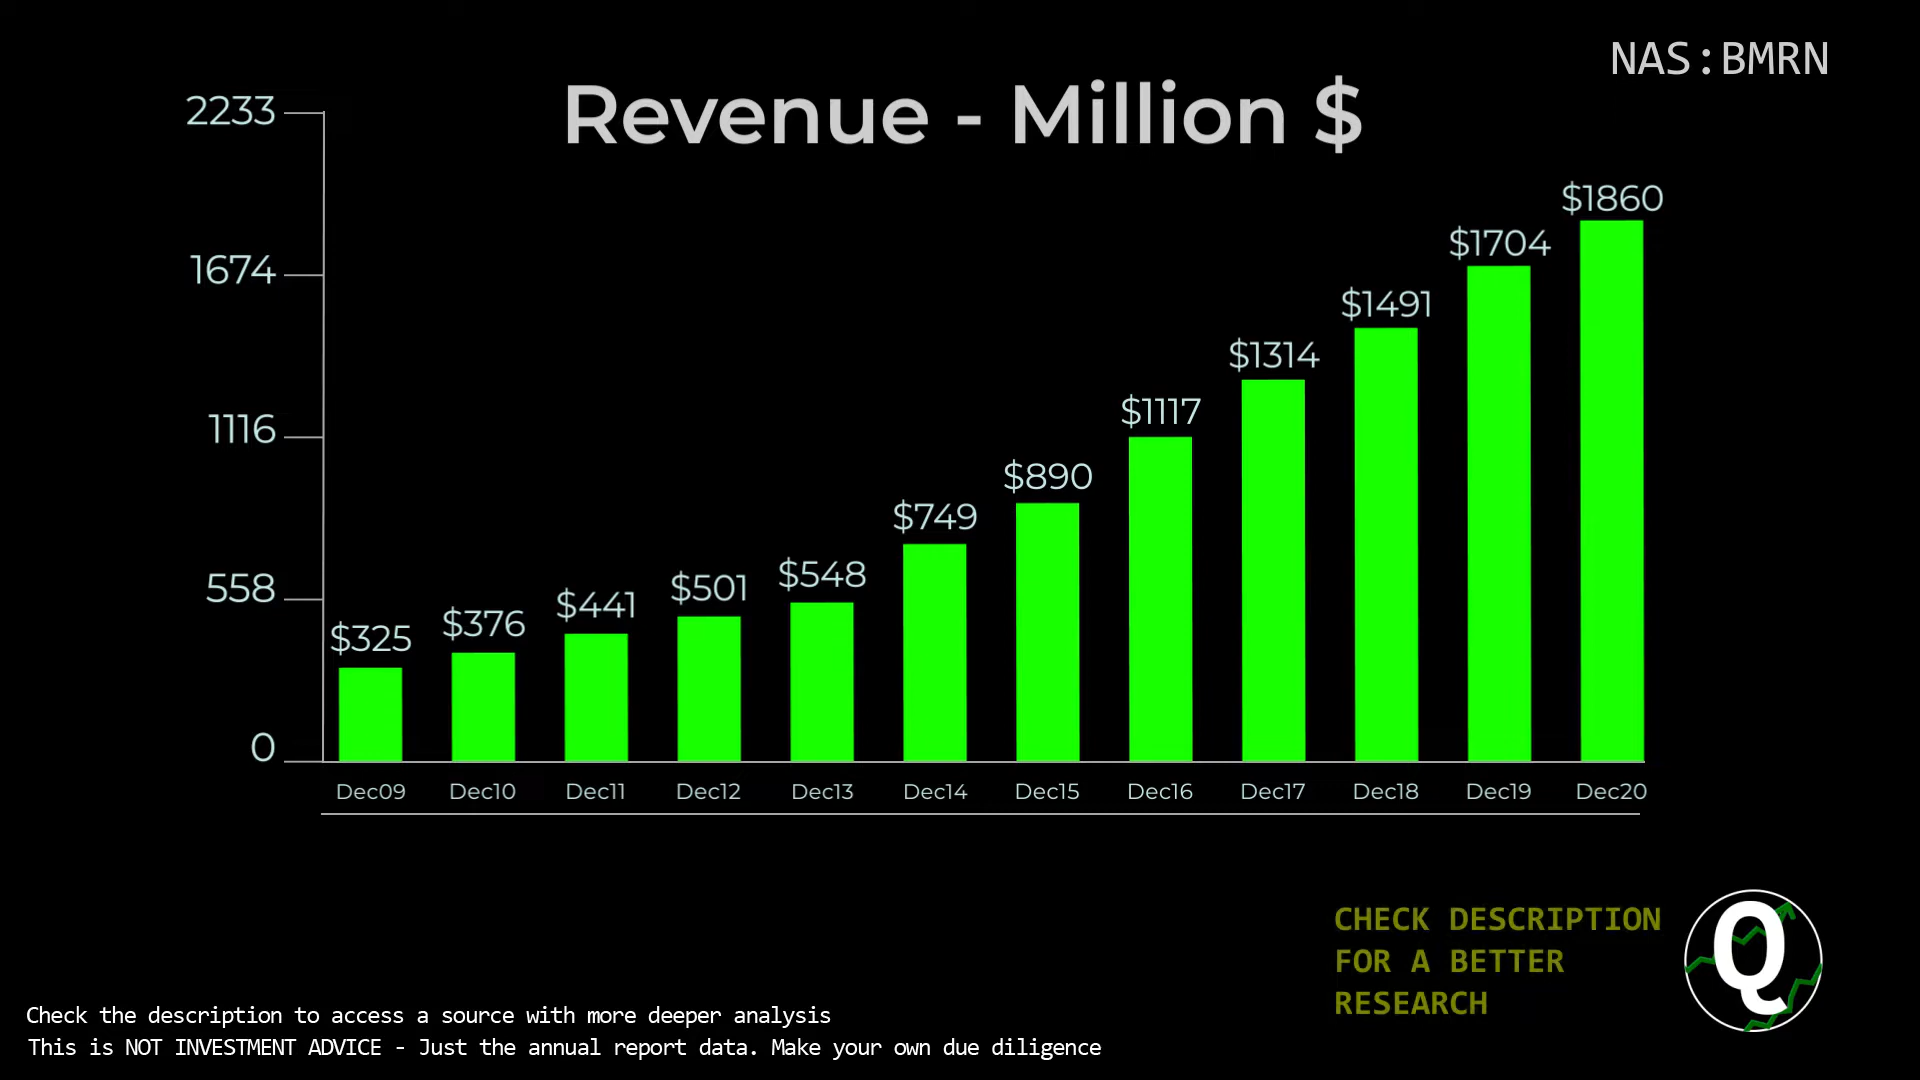 NAS:BMRN
Revenue - Million $
2233
1674
1116
558
0
$325
$376
$441
$501
$548
$749
$890
$1117
$1314
$1491
$1704
$1860
Dec09 Dec10 Dec11 Dec12 Dec13 Dec14 Dec15 Dec16 Dec17 Dec18 Dec19 Dec20
CHECK DESCRIPTION
FOR A BETTER
RESEARCH
Q
Check the description to access a source with more deeper analysis
This is NOT INVESTMENT ADVICE - Just the annual report data. Make your own due diligence